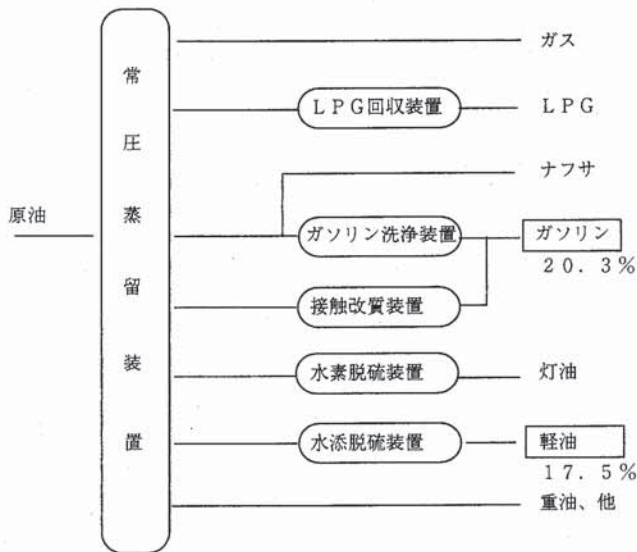 ガス
LPG回収装置
LPG
ナフサ
原油
常圧蒸留装置
ガソリン洗浄装置
ガソリン
20.3%
接触改質装置
水素脱硫装置
灯油
水添脱硫装置
軽油
17.5%
重油、他